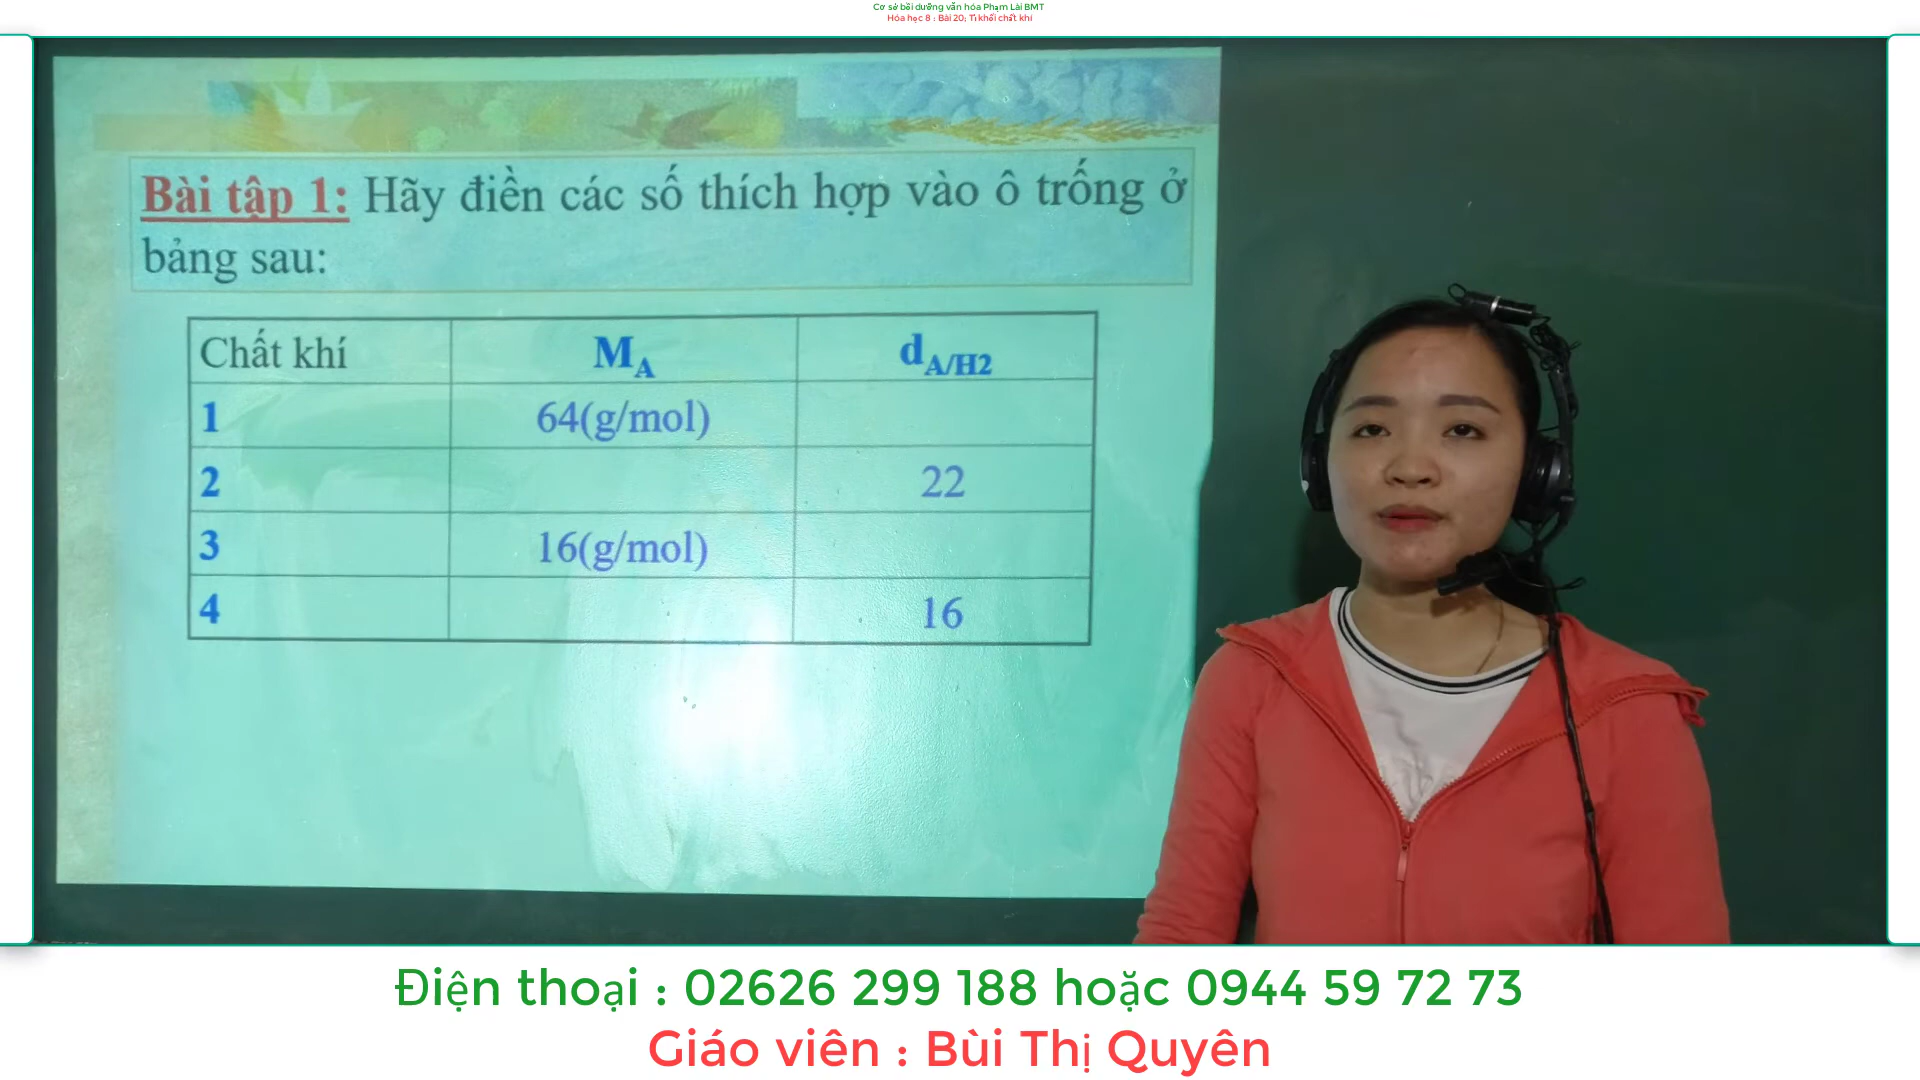 Cơ sở bồi dưỡng văn hóa Phạm Lài BMT
Hóa học 8 : Bài 20: Tỉ khối chất khí
Bài tập 1: Hãy điền các số thích hợp vào ô trống ở
bảng sau:
Chất khí M_A d_A/H2
1 64(g/mol)
2 22
3 16(g/mol)
4 16
Điện thoại : 02626 299 188 hoặc 0944 59 72 73
Giáo viên : Bùi Thị Quyên